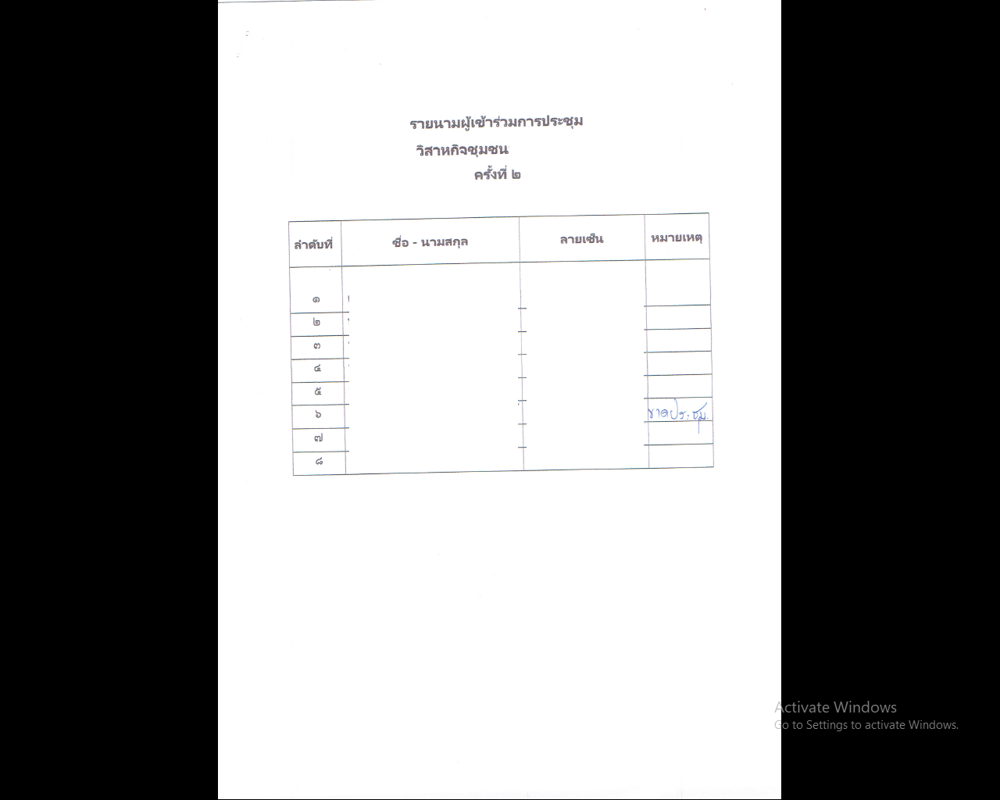 รายนามผู้เข้าร่วมการประชุม
วิสาหกิจชุมชน
ครั้งที่ ๒
ลำดับที่ ชื่อ - นามสกุล ลายเซ็น หมายเหตุ
๑
๒
๓
๔
๕
๖ ขาดประชุม.
๗
๘
Activate Windows
Go to Settings to activate Windows.